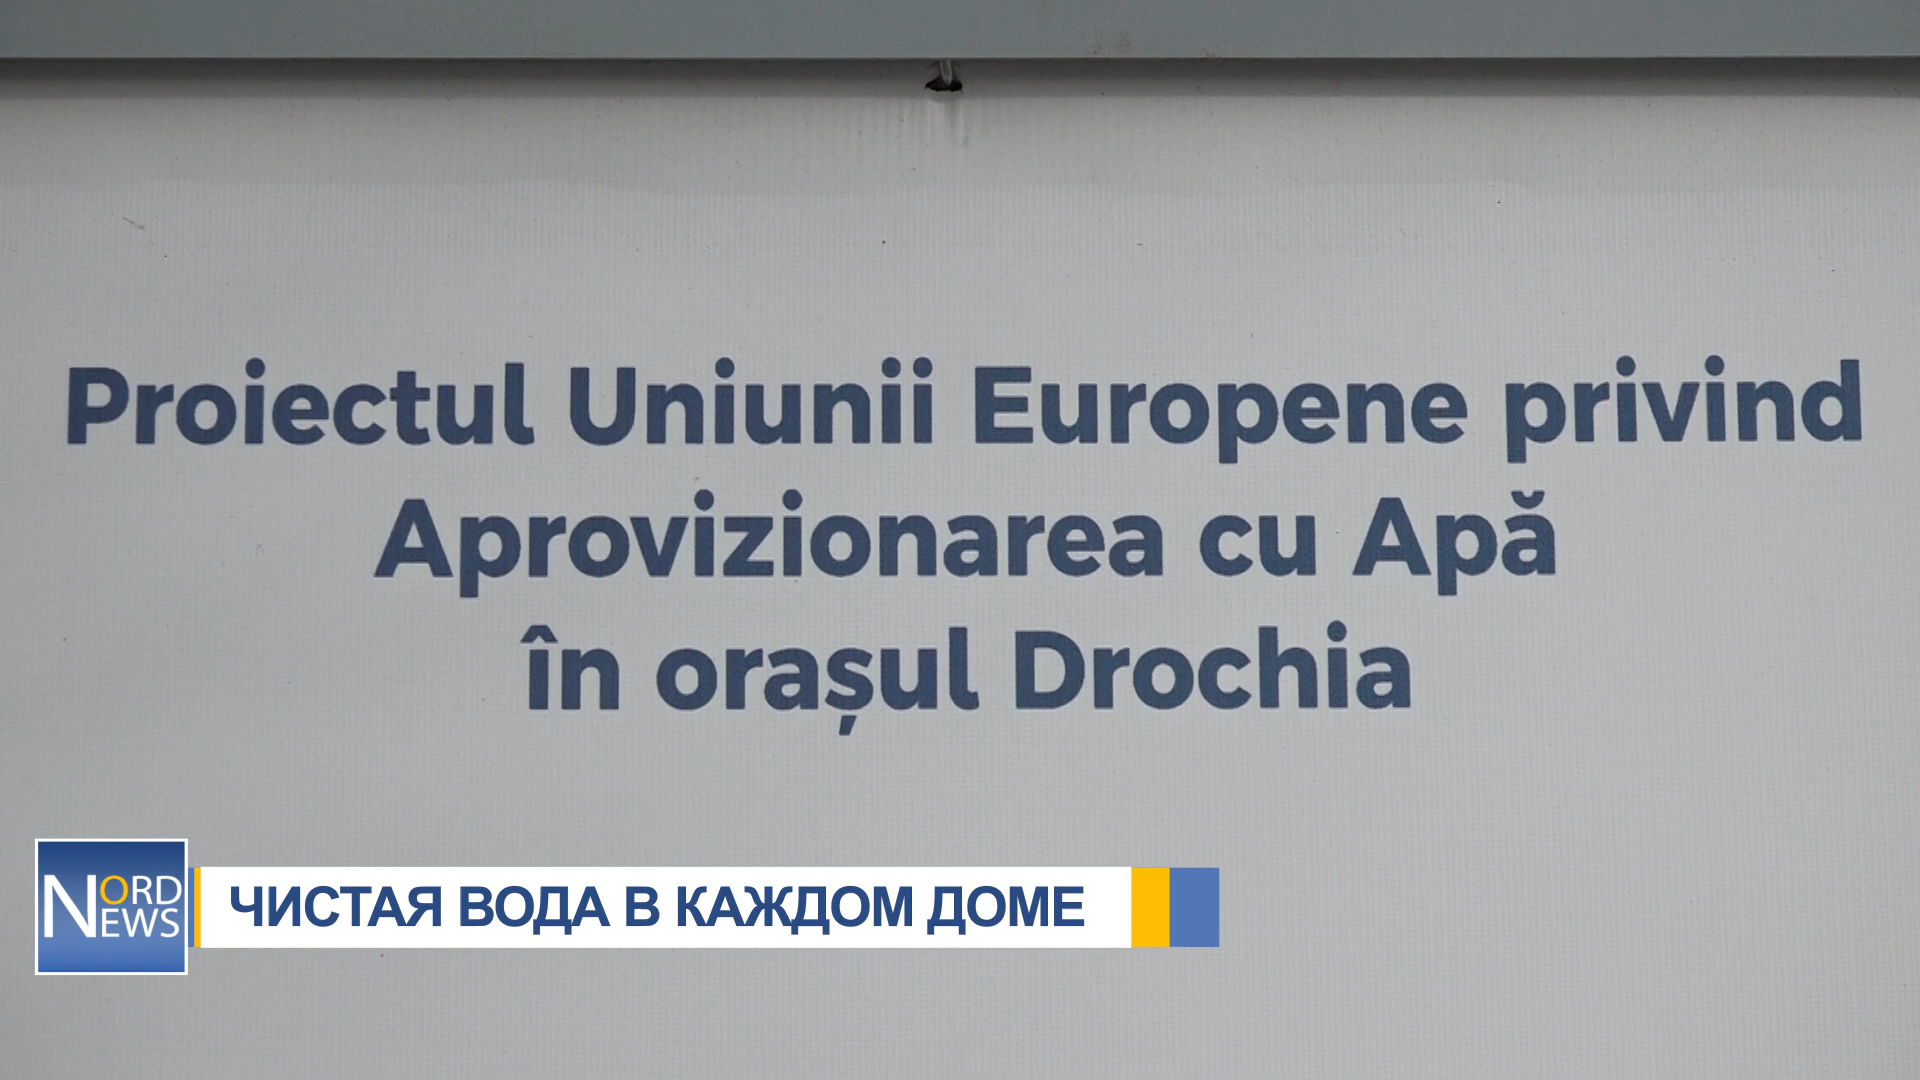 Proiectul Uniunii Europene privind
Aprovizionarea cu Apă
în orașul Drochia
NORD
NEWS
ЧИСТАЯ ВОДА В КАЖДОМ ДОМЕ